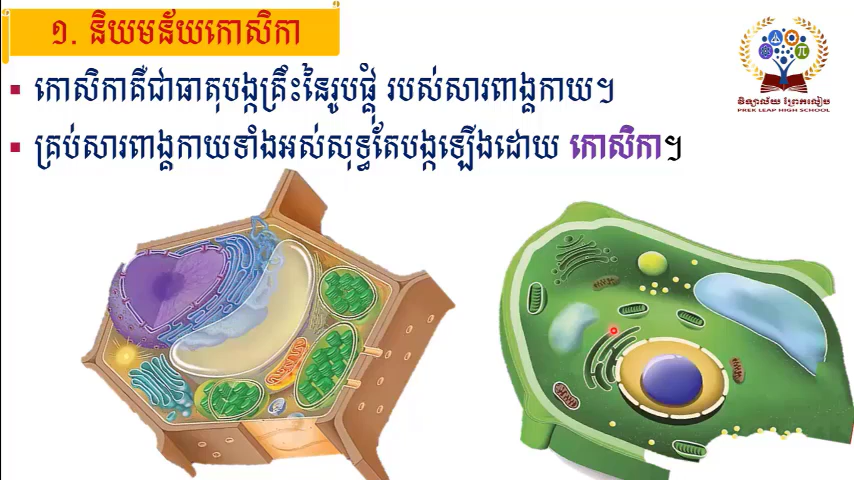 ១. និយមន័យកោសិកា
▪ កោសិកាគឺជាធាតុបង្កគ្រឹះនៃរូបផ្គុំ របស់សារពាង្គកាយ។
▪ គ្រប់សារពាង្គកាយទាំងអស់សុទ្ធតែបង្កឡើងដោយ កោសិកា។
វិទ្យាល័យ ព្រែកលៀប
PREK LEAP HIGH SCHOOL